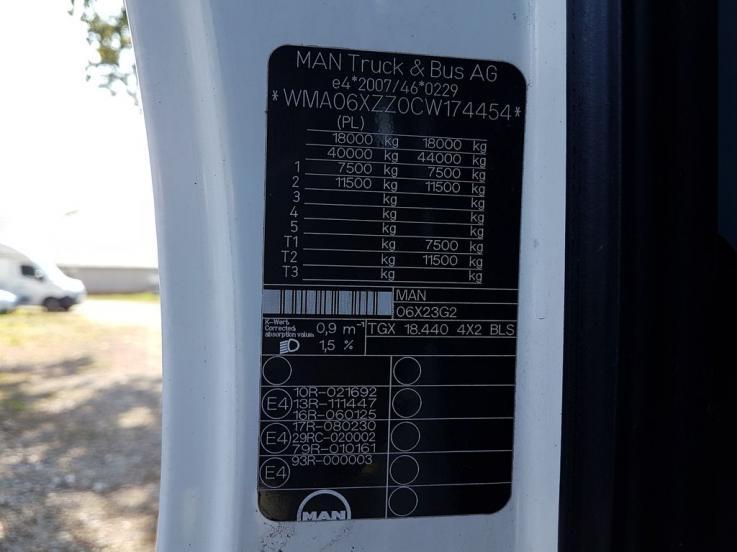 MAN Truck & Bus AG
e4*2007/46*0229
*WMA06XZZ0CW174454*
(PL)
18000 kg 18000 kg
40000 kg 44000 kg
1 7500 kg 7500 kg
2 11500 kg 11500 kg
3 kg kg
4 kg kg
5 kg kg
T1 kg 7500 kg
T2 kg 11500 kg
T3 kg kg
MAN
06X23G2
K-Wert
Corrected
absorption value
0,9 m⁻¹
TGX 18.440 4X2 BLS
1,5 %
10R-021692
E4 13R-111447
16R-060125
17R-080230
E4 29RC-020002
79R-010161
93R-000003
E4
MAN